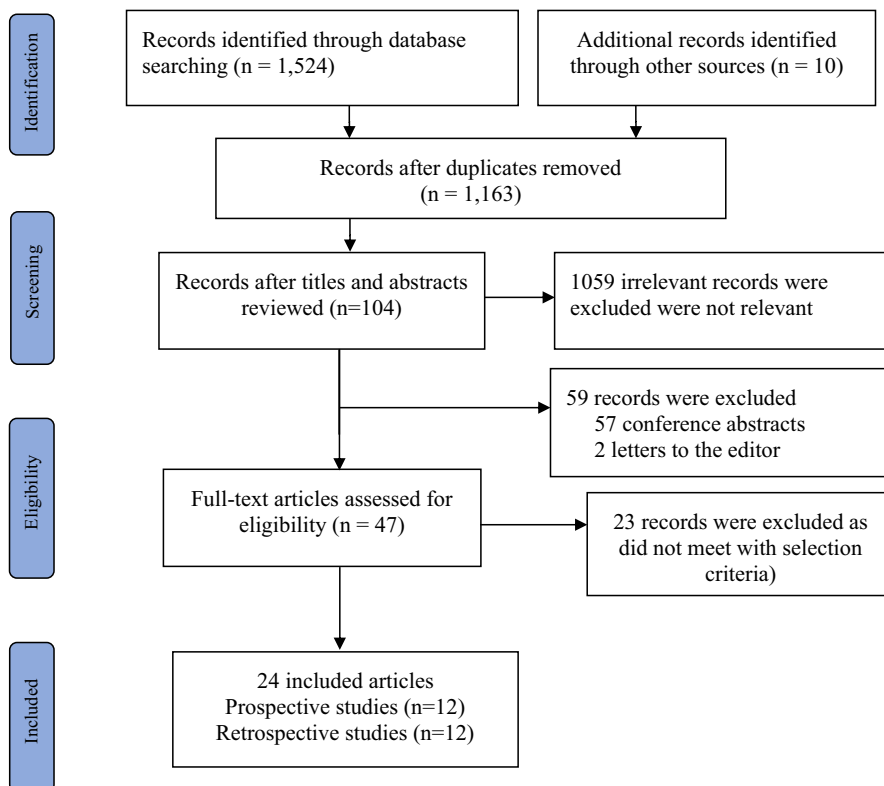 Identification
Records identified through database
searching (n = 1,524)
Additional records identified
through other sources (n = 10)
Records after duplicates removed
(n = 1,163)
Screening
Records after titles and abstracts
reviewed (n=104)
1059 irrelevant records were
excluded were not relevant
59 records were excluded
57 conference abstracts
2 letters to the editor
Eligibility
Full-text articles assessed for
eligibility (n = 47)
23 records were excluded as
did not meet with selection
criteria)
Included
24 included articles
Prospective studies (n=12)
Retrospective studies (n=12)